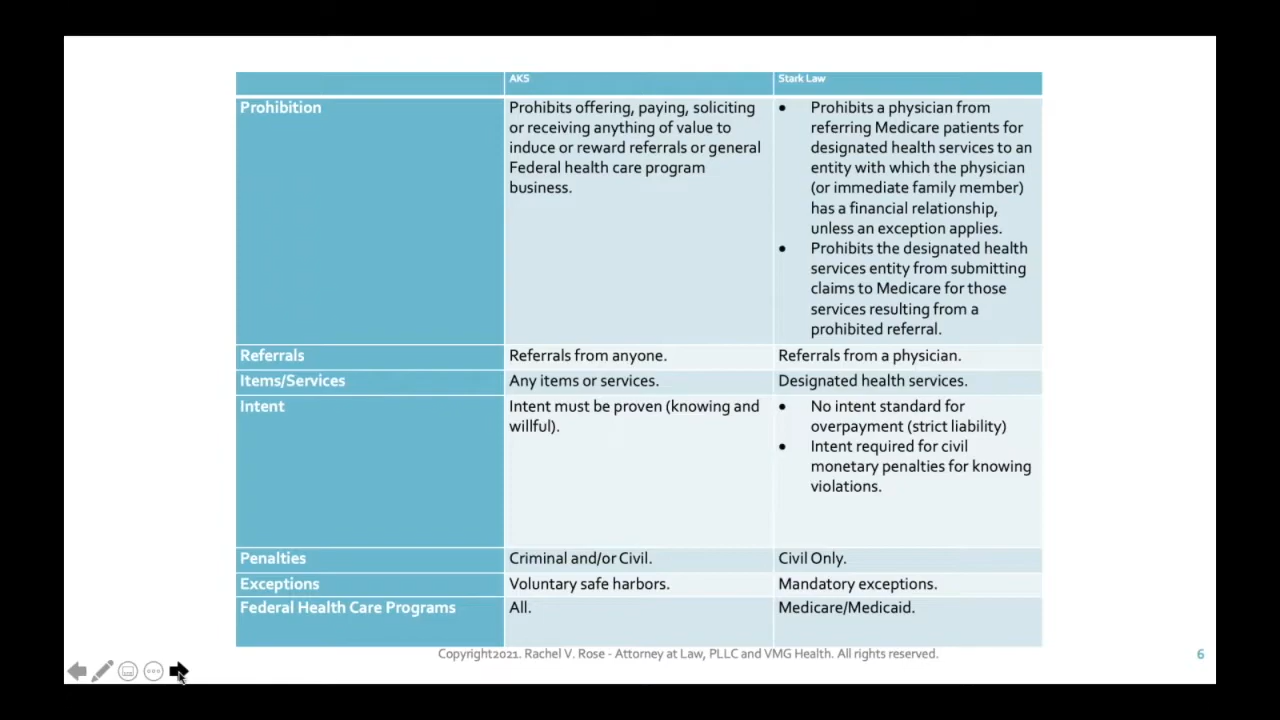 AKS
Stark Law
Prohibition
Prohibits offering, paying, soliciting
or receiving anything of value to
induce or reward referrals or general
Federal health care program
business.
• Prohibits a physician from
referring Medicare patients for
designated health services to an
entity with which the physician
(or immediate family member)
has a financial relationship,
unless an exception applies.
• Prohibits the designated health
services entity from submitting
claims to Medicare for those
services resulting from a
prohibited referral.
Referrals
Referrals from anyone.
Referrals from a physician.
Items/Services
Any items or services.
Designated health services.
Intent
Intent must be proven (knowing and
willful).
• No intent standard for
overpayment (strict liability)
• Intent required for civil
monetary penalties for knowing
violations.
Penalties
Criminal and/or Civil.
Civil Only.
Exceptions
Voluntary safe harbors.
Mandatory exceptions.
Federal Health Care Programs
All.
Medicare/Medicaid.
Copyright2021. Rachel V. Rose - Attorney at Law, PLLC and VMG Health. All rights reserved.
6